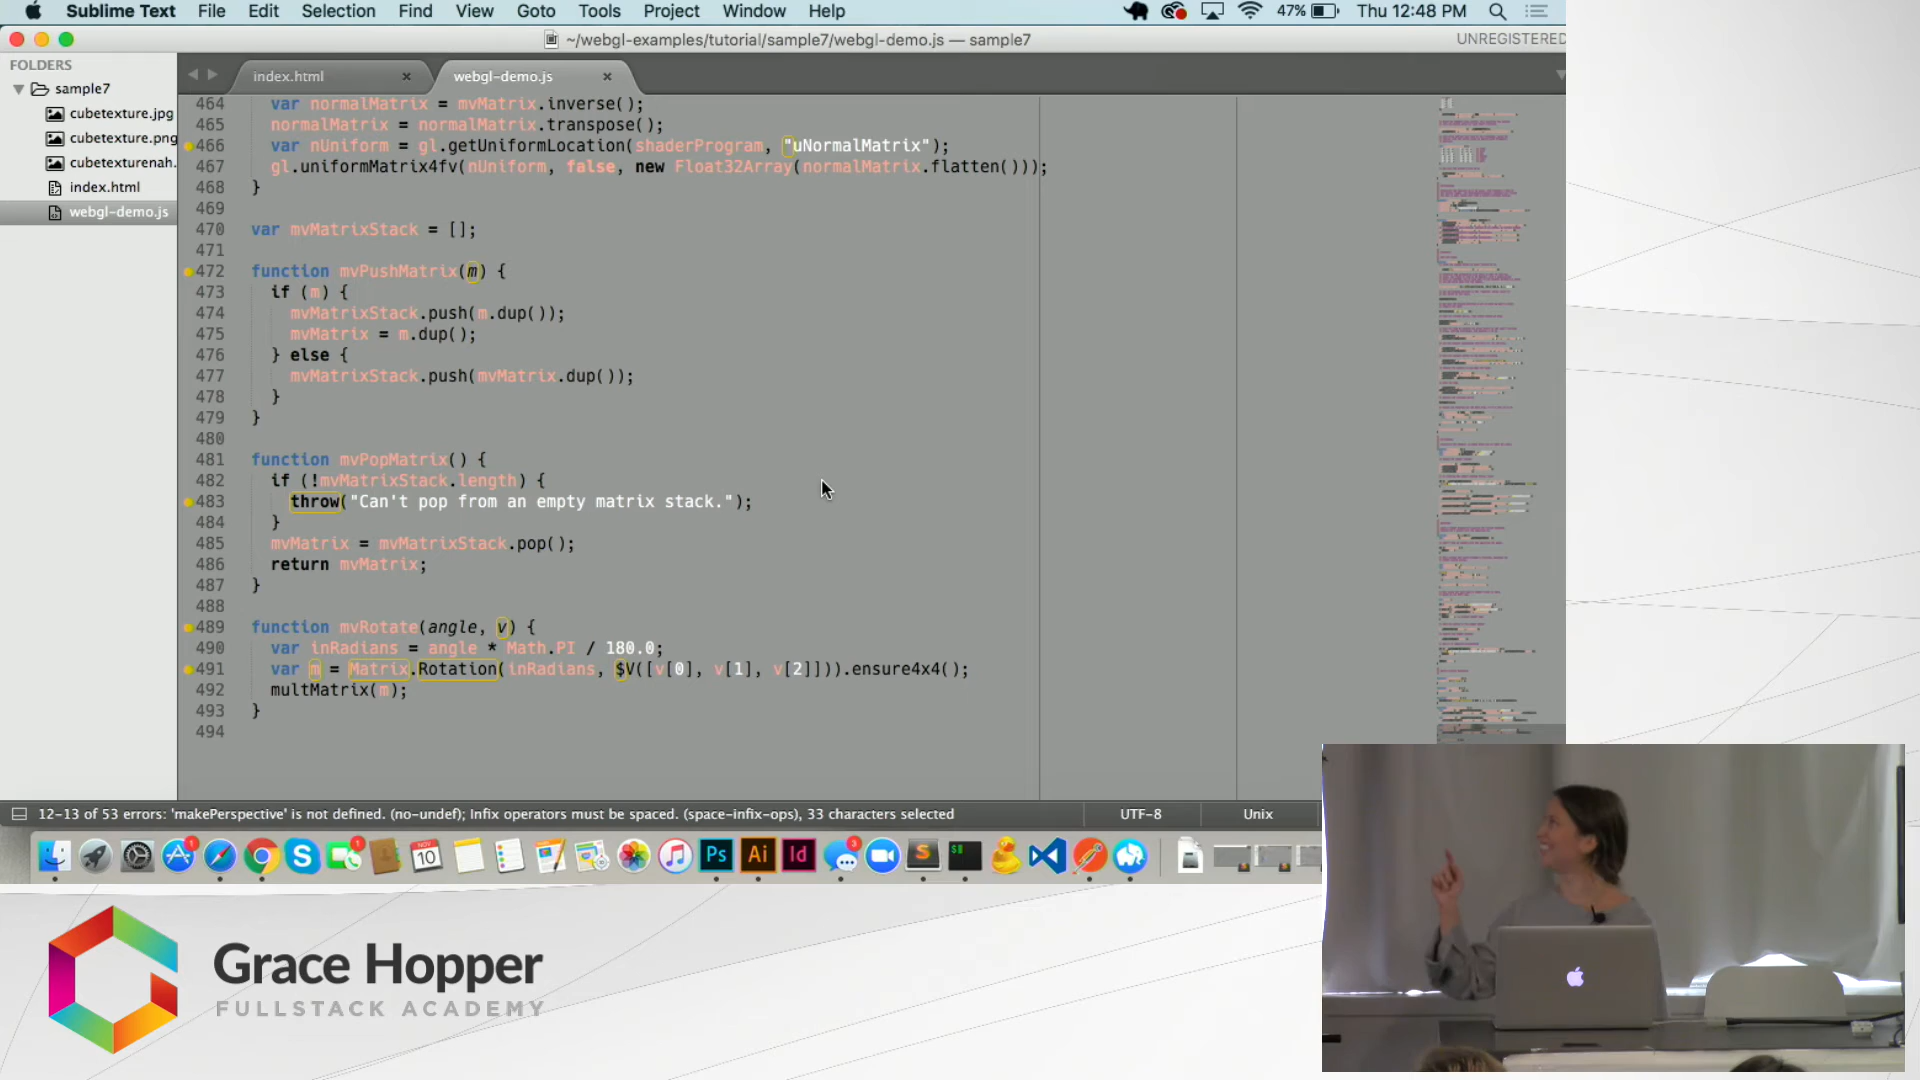 Sublime Text File Edit Selection Find View Goto Tools Project Window Help 47% Thu 12:48 PM
~/webgl-examples/tutorial/sample7/webgl-demo.js — sample7 UNREGISTERED
FOLDERS
sample7
cubetexture.jpg
cubetexture.png
cubetexturenah.
index.html
webgl-demo.js
index.html × webgl-demo.js ×
464 var normalMatrix = mvMatrix.inverse();
465 normalMatrix = normalMatrix.transpose();
466 var nUniform = gl.getUniformLocation(shaderProgram, "uNormalMatrix");
467 gl.uniformMatrix4fv(nUniform, false, new Float32Array(normalMatrix.flatten()));
468 }
469
470 var mvMatrixStack = [];
471
472 function mvPushMatrix(m) {
473 if (m) {
474 mvMatrixStack.push(m.dup());
475 mvMatrix = m.dup();
476 } else {
477 mvMatrixStack.push(mvMatrix.dup());
478 }
479 }
480
481 function mvPopMatrix() {
482 if (!mvMatrixStack.length) {
483 throw("Can't pop from an empty matrix stack.");
484 }
485 mvMatrix = mvMatrixStack.pop();
486 return mvMatrix;
487 }
488
489 function mvRotate(angle, v) {
490 var inRadians = angle * Math.PI / 180.0;
491 var m = Matrix.Rotation(inRadians, $V([v[0], v[1], v[2]])).ensure4x4();
492 multMatrix(m);
493 }
494
12-13 of 53 errors: 'makePerspective' is not defined. (no-undef); Infix operators must be spaced. (space-infix-ops), 33 characters selected UTF-8 Unix
1 1 1 NOV 10 Ps Ai Id 3 S $
Grace Hopper
FULLSTACK ACADEMY